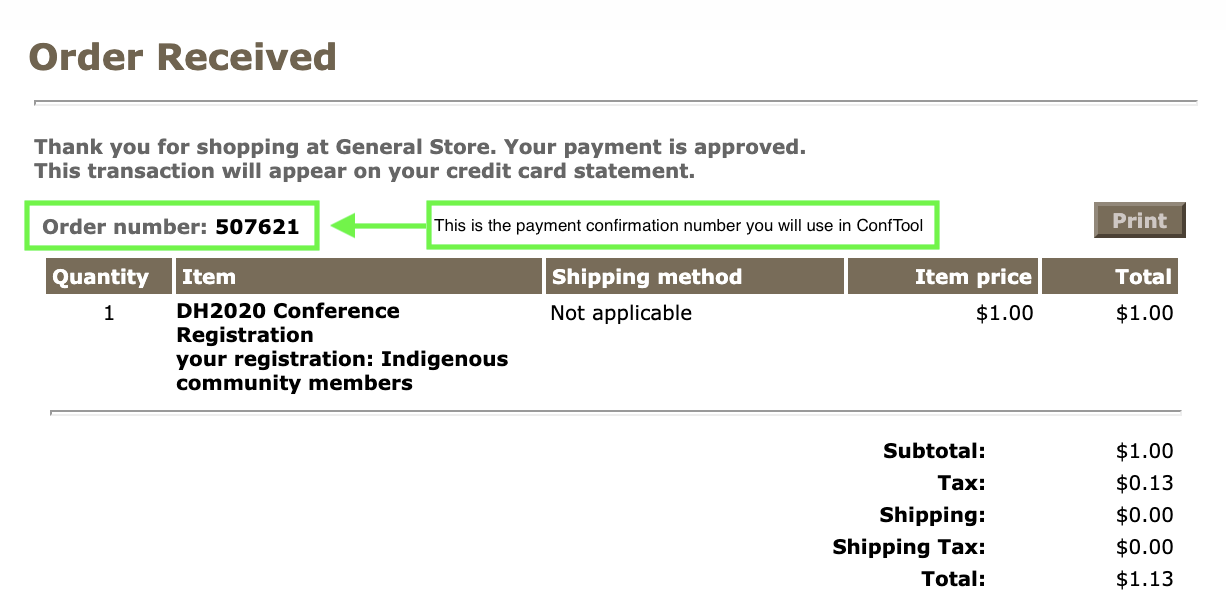 Order Received
Thank you for shopping at General Store. Your payment is approved.
This transaction will appear on your credit card statement.
Order number: 507621
This is the payment confirmation number you will use in ConfTool
Print
Quantity Item Shipping method Item price Total
1 DH2020 Conference Not applicable $1.00 $1.00
Registration
your registration: Indigenous
community members
Subtotal: $1.00
Tax: $0.13
Shipping: $0.00
Shipping Tax: $0.00
Total: $1.13